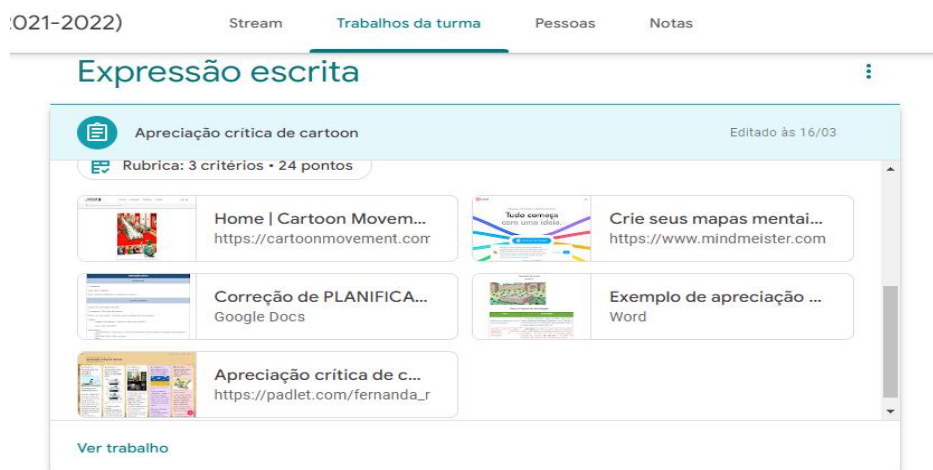 :021-2022) Stream Trabalhos da turma Pessoas Notas
Expressão escrita
Apreciação crítica de cartoon Editado às 16/03
Rubrica: 3 critérios • 24 pontos
Home | Cartoon Movem...
https://cartoonmovement.com
Tudo começa
com uma ideia.
Crie seus mapas mentai...
https://www.mindmeister.com
Correção de PLANIFICA...
Google Docs
Exemplo de apreciação ...
Word
Apreciação crítica de c...
https://padlet.com/fernanda_r
Ver trabalho